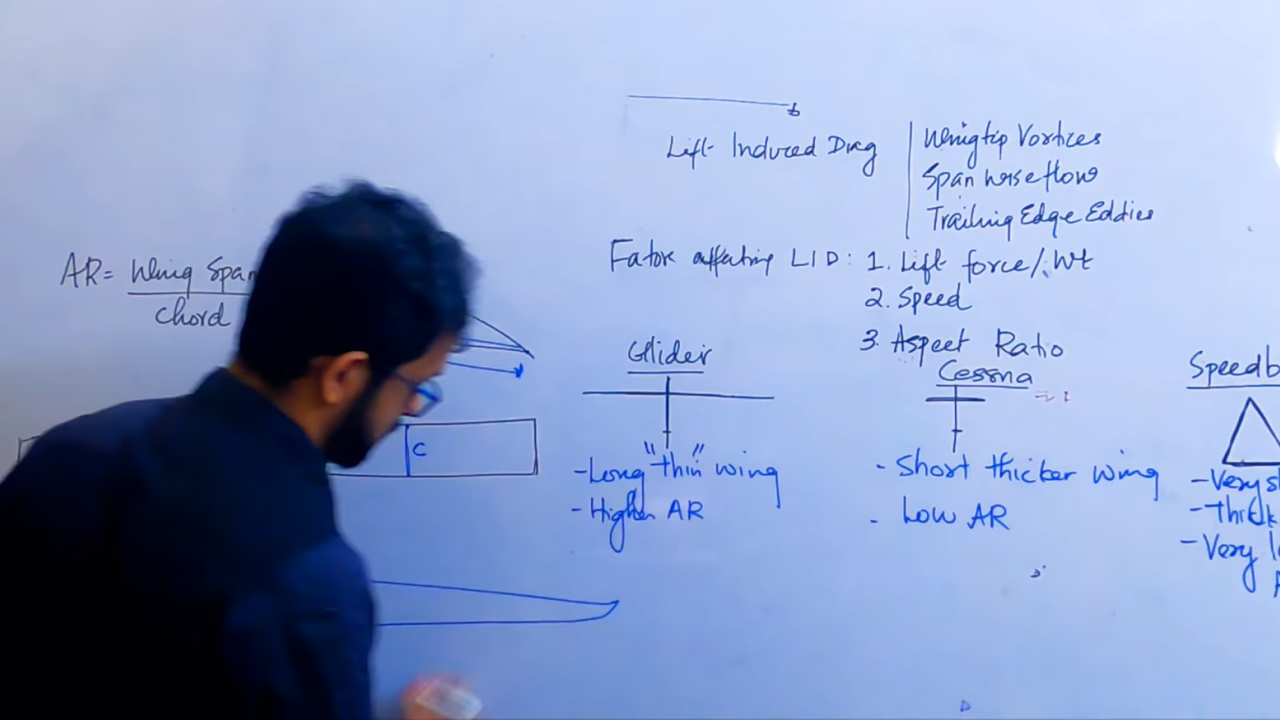 Lift Induced Drag
Wingtip Vortices
Span wise flow
Trailing Edge Eddies
Fators affecting LID: 1. Lift force/Wt
2. Speed
3. Aspect Ratio
AR= Wing Span
chord
C
Glider
-Long "thin" wing
-Higher AR
Cessna
- Short thicker wing
- Low AR
Speedb
-Very s
-Thick
-Very l